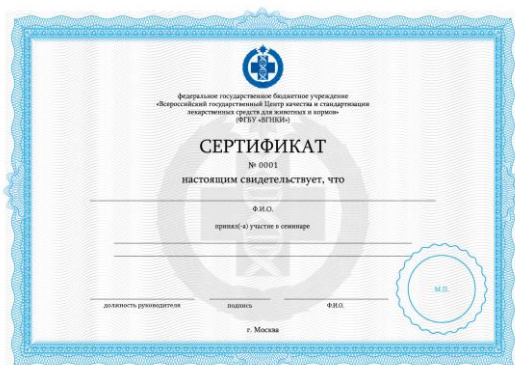 федеральное государственное бюджетное учреждение
«Всероссийский государственный Центр качества и стандартизации
лекарственных средств для животных и кормов»
(ФГБУ «ВГНКИ»)
СЕРТИФИКАТ
№ 0001
настоящим свидетельствует, что
Ф.И.О.
принял(-а) участие в семинаре
М.П.
должность руководителя подпись Ф.И.О.
г. Москва